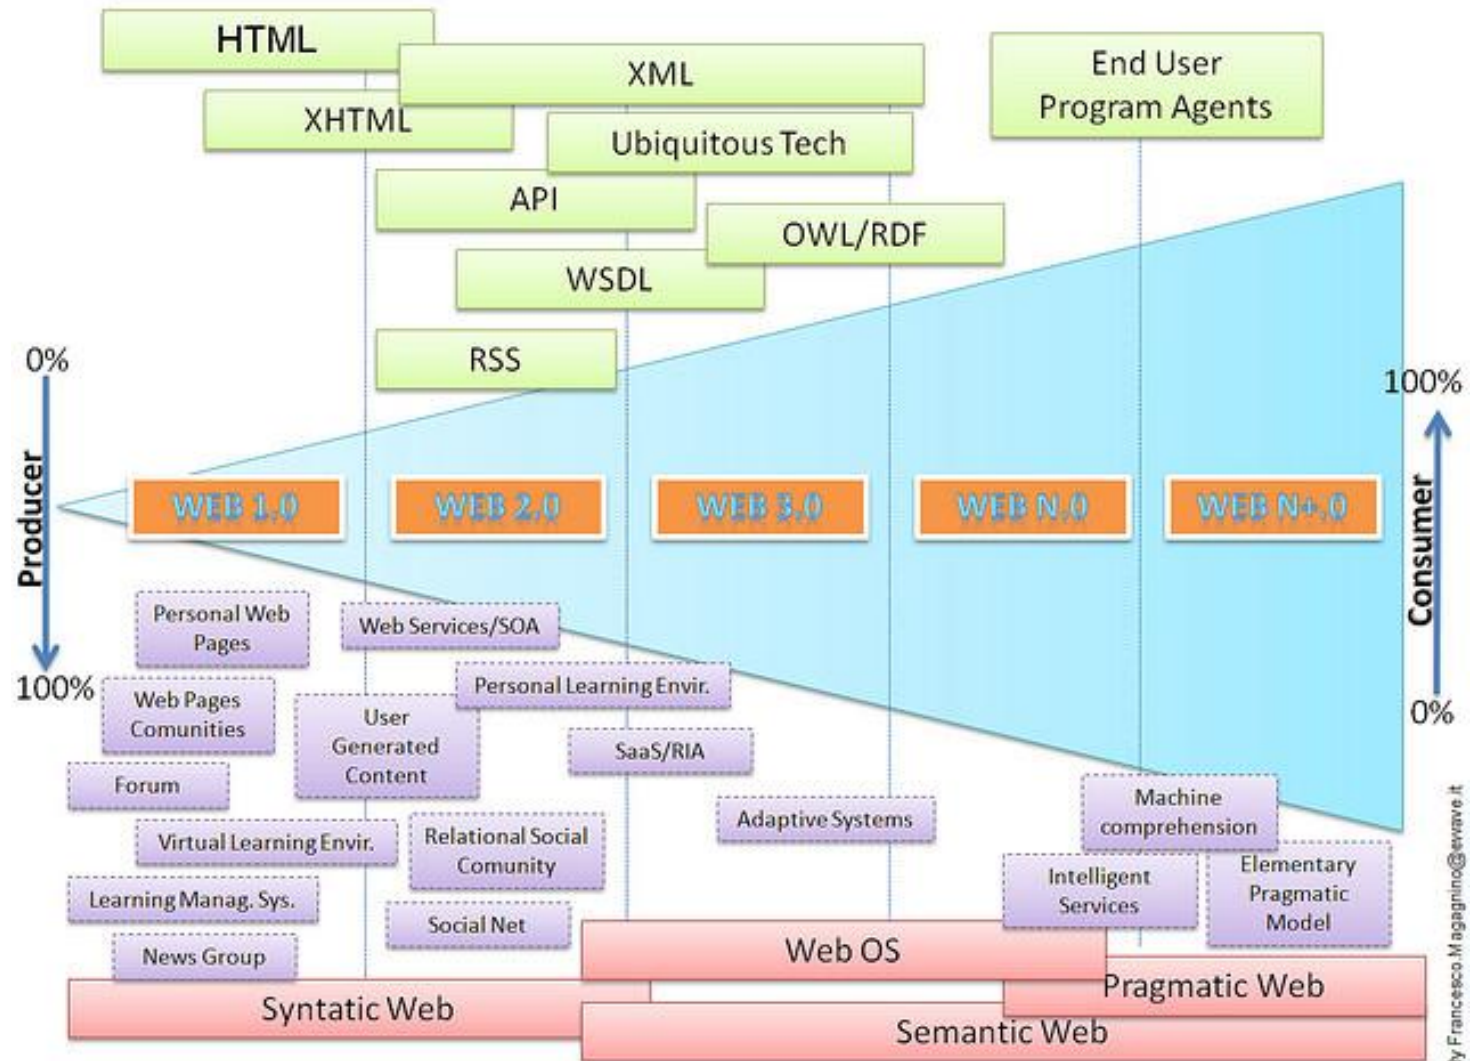 HTML
XML
End User
Program Agents
XHTML
Ubiquitous Tech
API
OWL/RDF
WSDL
RSS
0%
100%
Producer
Consumer
WEB 1.0
WEB 2.0
WEB 3.0
WEB N.0
WEB N+.0
100%
0%
Personal Web
Pages
Web Services/SOA
Web Pages
Comunities
User
Generated
Content
Personal Learning Envir.
SaaS/RIA
Forum
Virtual Learning Envir.
Relational Social
Comunity
Adaptive Systems
Machine
comprehension
Learning Manag. Sys.
Social Net
Intelligent
Services
Elementary
Pragmatic
Model
News Group
Web OS
Pragmatic Web
Syntatic Web
Semantic Web
Francesco.Magagnino@ewave.it